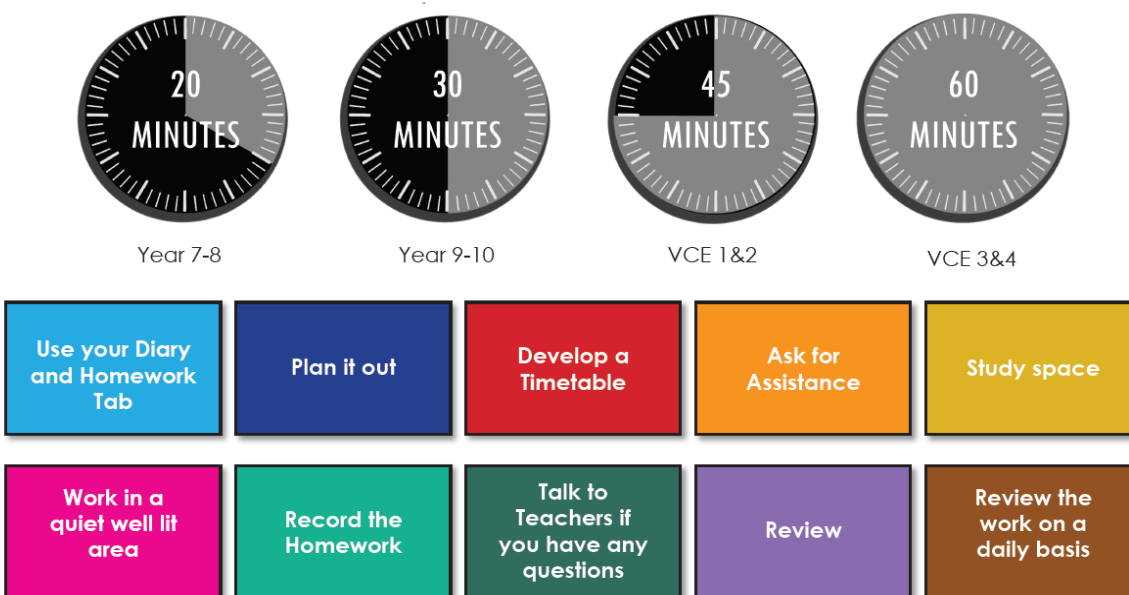 20
MINUTES
30
MINUTES
45
MINUTES
60
MINUTES
Year 7-8
Year 9-10
VCE 1&2
VCE 3&4
Use your Diary
and Homework
Tab
Plan it out
Develop a
Timetable
Ask for
Assistance
Study space
Work in a
quiet well lit
area
Record the
Homework
Talk to
Teachers if
you have any
questions
Review
Review the
work on a
daily basis